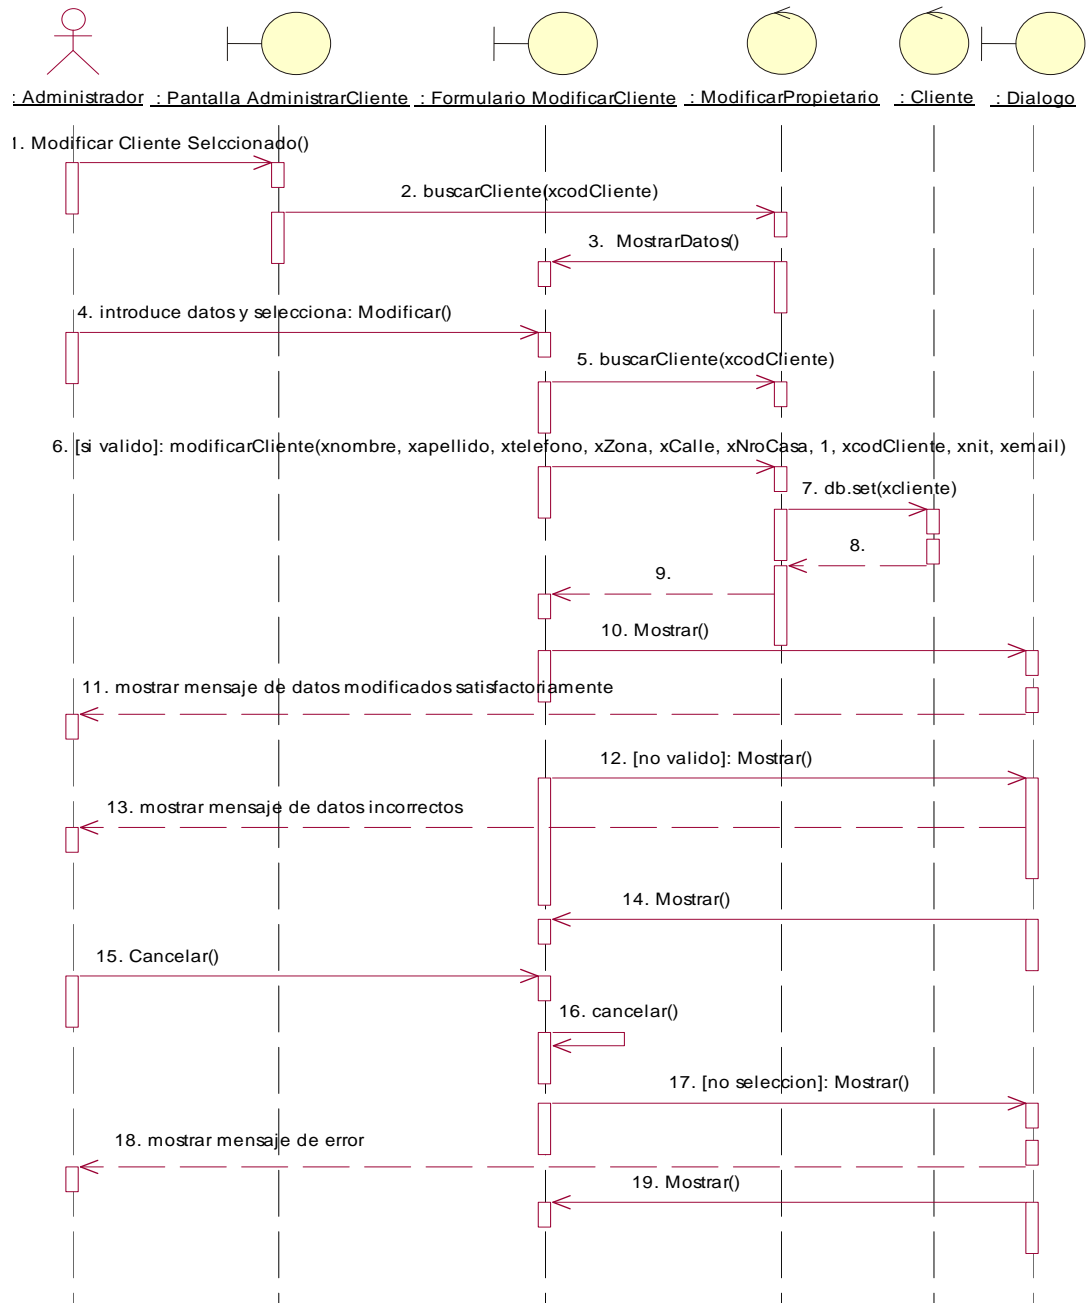 : Administrador : Pantalla AdministrarCliente : Formulario ModificarCliente : ModificarPropietario : Cliente : Dialogo
1. Modificar Cliente Selccionado()
2. buscarCliente(xcodCliente)
3. MostrarDatos()
4. introduce datos y selecciona: Modificar()
5. buscarCliente(xcodCliente)
6. [si valido]: modificarCliente(xnombre, xapellido, xtelefono, xZona, xCalle, xNroCasa, 1, xcodCliente, xnit, xemail)
7. db.set(xcliente)
8.
9.
10. Mostrar()
11. mostrar mensaje de datos modificados satisfactoriamente
12. [no valido]: Mostrar()
13. mostrar mensaje de datos incorrectos
14. Mostrar()
15. Cancelar()
16. cancelar()
17. [no seleccion]: Mostrar()
18. mostrar mensaje de error
19. Mostrar()